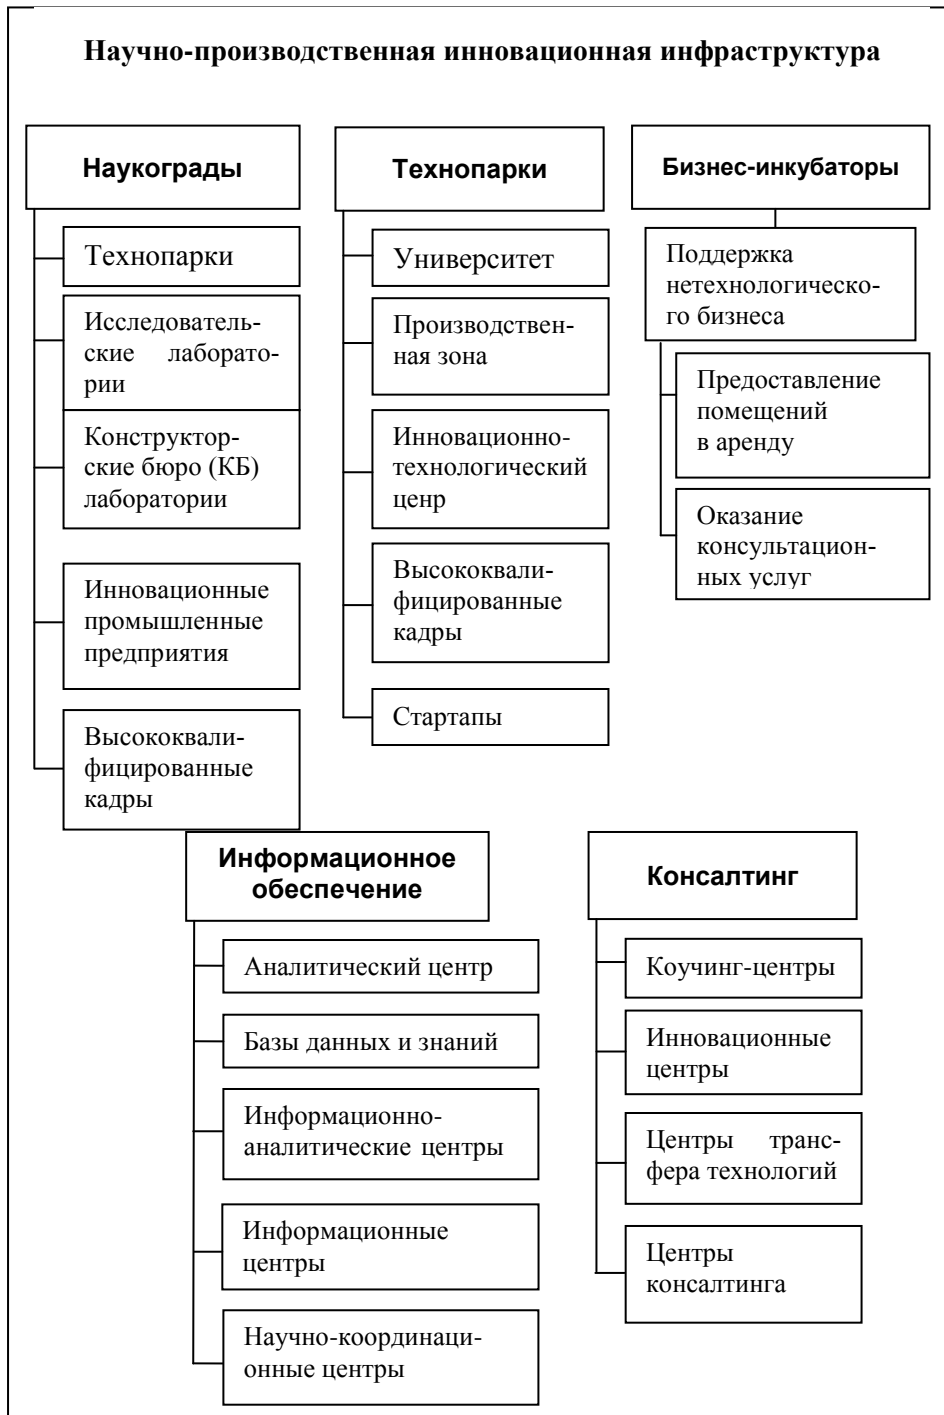 Научно-производственная инновационная инфраструктура
Наукограды
Технопарки
Исследователь-
ские лаборато-
рии
Конструктор-
ские бюро (КБ)
лаборатории
Инновационные
промышленные
предприятия
Высококвали-
фицированные
кадры
Технопарки
Университет
Производствен-
ная зона
Инновационно-
технологический
ценр
Высококвали-
фицированные
кадры
Стартапы
Бизнес-инкубаторы
Поддержка
нетехнологическо-
го бизнеса
Предоставление
помещений
в аренду
Оказание
консультацион-
ных услуг
Информационное
обеспечение
Аналитический центр
Базы данных и знаний
Информационно-
аналитические центры
Информационные
центры
Научно-координаци-
онные центры
Консалтинг
Коучинг-центры
Инновационные
центры
Центры транс-
фера технологий
Центры
консалтинга